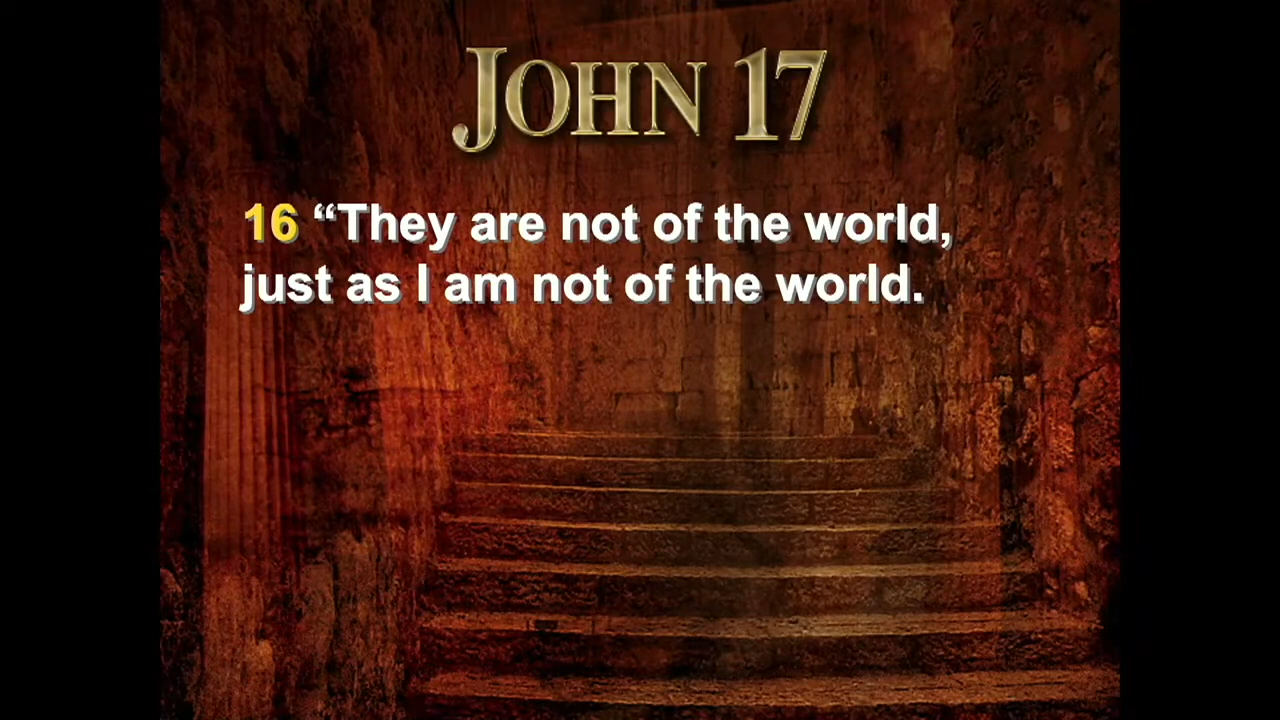 JOHN 17
16 “They are not of the world,
just as I am not of the world.